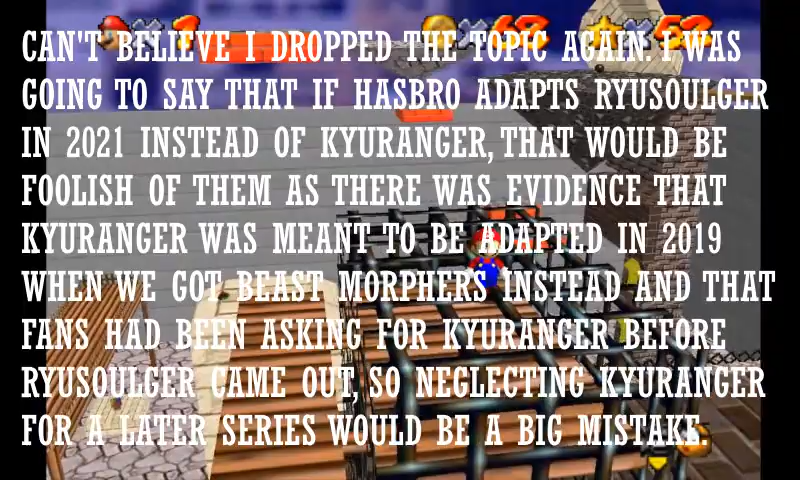 CAN'T BELIEVE I DROPPED THE TOPIC AGAIN. I WAS
GOING TO SAY THAT IF HASBRO ADAPTS RYUSOULGER
IN 2021 INSTEAD OF KYURANGER, THAT WOULD BE
FOOLISH OF THEM AS THERE WAS EVIDENCE THAT
KYURANGER WAS MEANT TO BE ADAPTED IN 2019
WHEN WE GOT BEAST MORPHERS INSTEAD AND THAT
FANS HAD BEEN ASKING FOR KYURANGER BEFORE
RYUSOULGER CAME OUT, SO NEGLECTING KYURANGER
FOR A LATER SERIES WOULD BE A BIG MISTAKE.